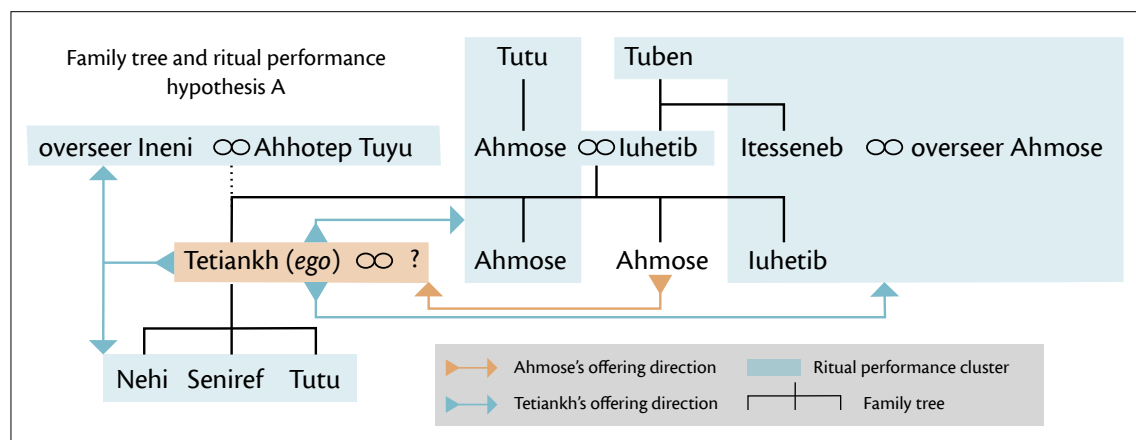 Family tree and ritual performance
hypothesis A
Tutu
Tuben
overseer Ineni ∞ Ahhotep Tuyu
Ahmose ∞ Iuhetib
Itesseneb ∞ overseer Ahmose
Tetiankh (ego) ∞ ?
Ahmose
Ahmose
Iuhetib
Nehi Seniref Tutu
Ahmose's offering direction
Ritual performance cluster
Tetiankh's offering direction
Family tree